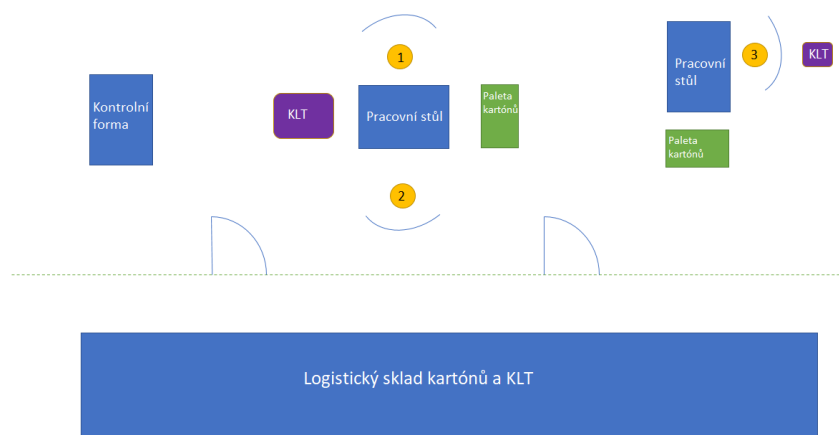 1
3
KLT
Pracovní
stůl
Kontrolní
forma
KLT
Pracovní stůl
Paleta
kartónů
Paleta
kartónů
2
Logistický sklad kartónů a KLT